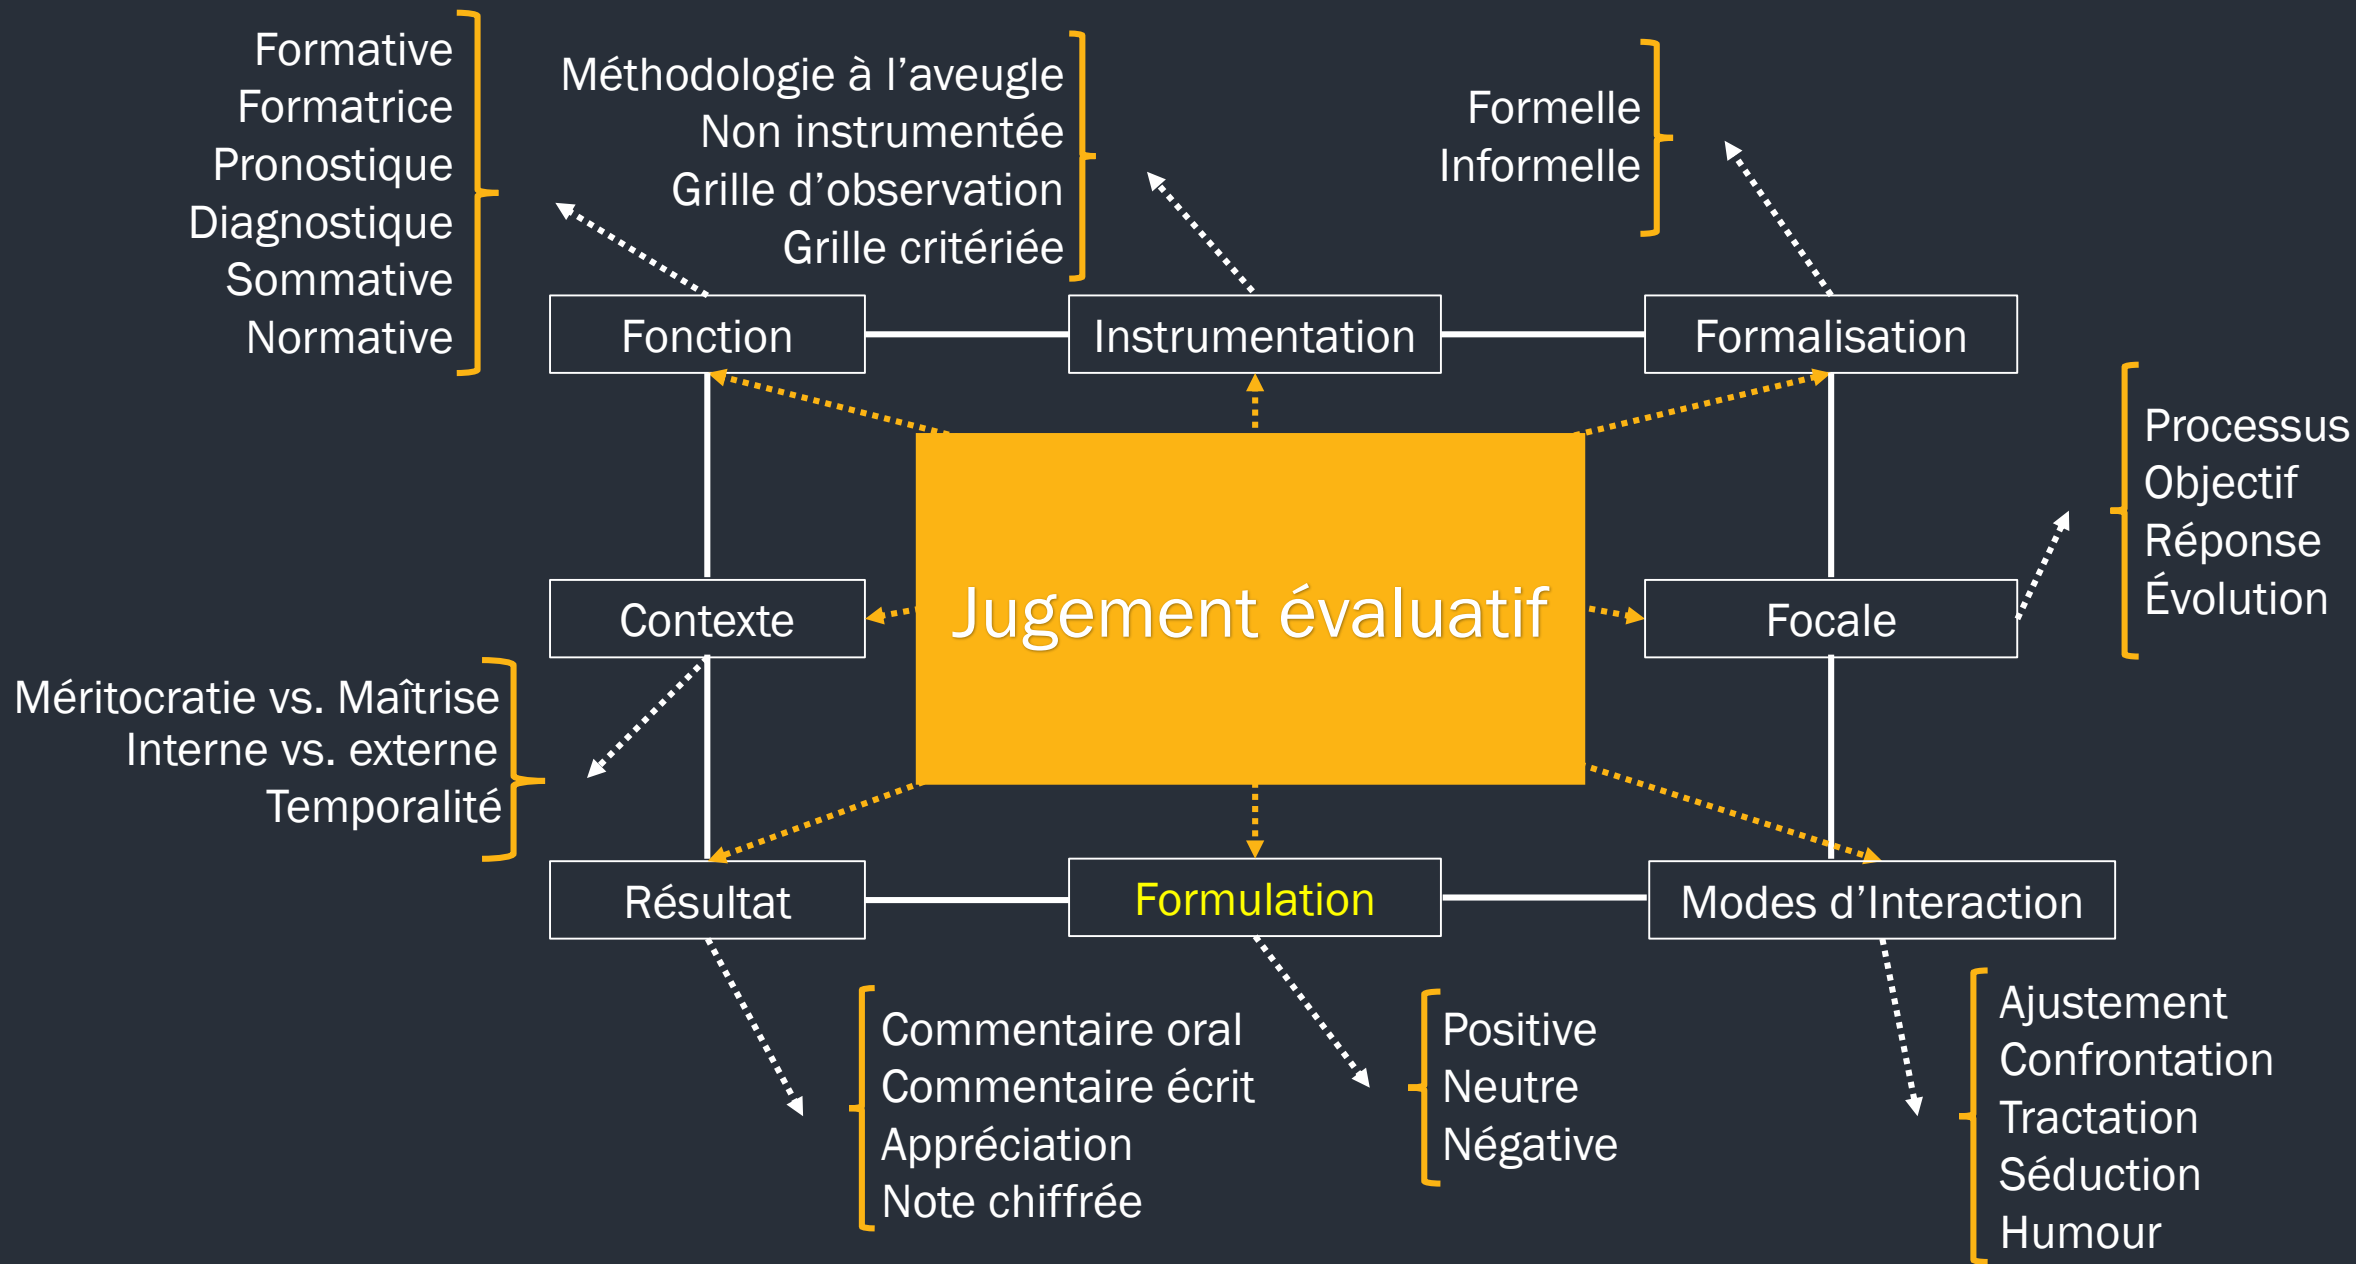 Formative
Formatrice
Pronostique
Diagnostique
Sommative
Normative
Méthodologie à l’aveugle
Non instrumentée
Grille d’observation
Grille critériée
Formelle
Informelle
Fonction
Instrumentation
Formalisation
Processus
Objectif
Réponse
Évolution
Contexte
Jugement évaluatif
Focale
Méritocratie vs. Maîtrise
Interne vs. externe
Temporalité
Résultat
Formulation
Modes d’Interaction
Commentaire oral
Commentaire écrit
Appréciation
Note chiffrée
Positive
Neutre
Négative
Ajustement
Confrontation
Tractation
Séduction
Humour